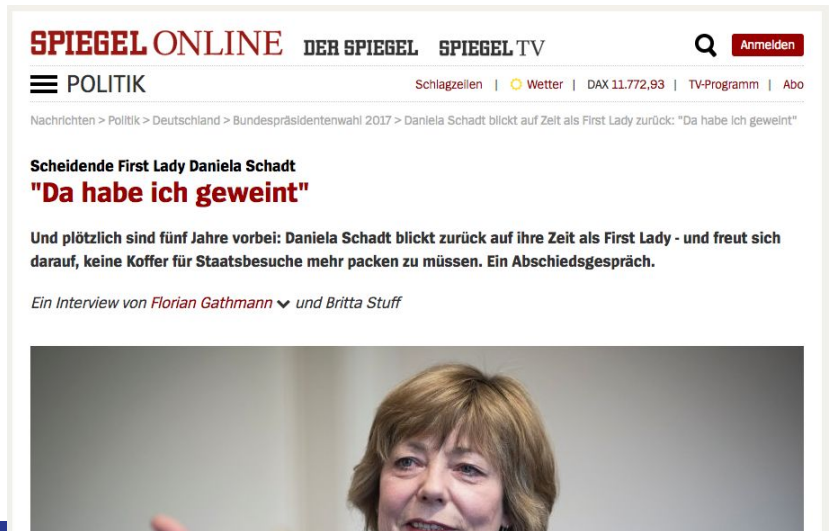 SPIEGEL ONLINE DER SPIEGEL SPIEGEL TV Anmelden
POLITIK Schlagzeilen | Wetter | DAX 11.772,93 | TV-Programm | Abo
Nachrichten > Politik > Deutschland > Bundespräsidentenwahl 2017 > Daniela Schadt blickt auf Zeit als First Lady zurück: "Da habe ich geweint"
Scheidende First Lady Daniela Schadt
"Da habe ich geweint"
Und plötzlich sind fünf Jahre vorbei: Daniela Schadt blickt zurück auf ihre Zeit als First Lady - und freut sich
darauf, keine Koffer für Staatsbesuche mehr packen zu müssen. Ein Abschiedsgespräch.
Ein Interview von Florian Gathmann und Britta Stuff